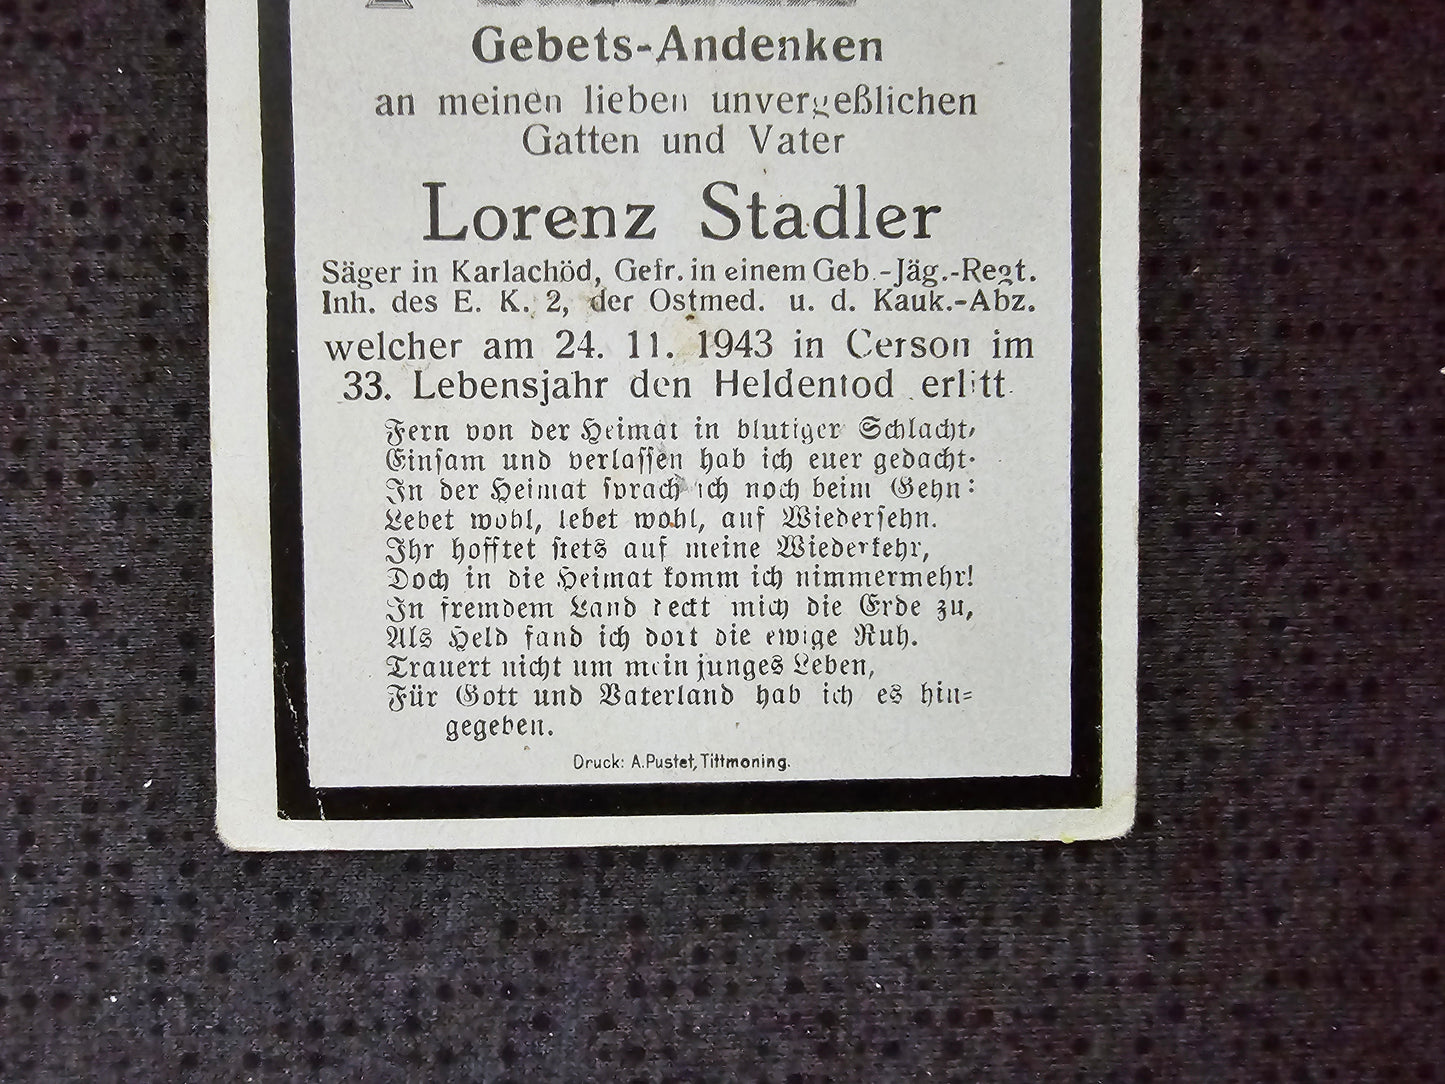 Gebets-Andenken
an meinen lieben unvergeßlichen
Gatten und Vater
Lorenz Stadler
Säger in Karlachöd, Gefr. in einem Geb.-Jäg.-Regt.
Inh. des E. K. 2, der Ostmed. u. d. Kauk.-Abz.
welcher am 24. 11. 1943 in Cerson im
33. Lebensjahr den Heldentod erlitt
Fern von der Heimat in blutiger Schlacht,
Einsam und verlassen hab ich euer gedacht.
In der Heimat sprach ich noch beim Gehn:
Lebet wohl, lebet wohl, auf Wiedersehn.
Ihr hofftet stets auf meine Wiederkehr,
Doch in die Heimat komm ich nimmermehr!
In fremdem Land deckt mich die Erde zu,
Als Held fand ich dort die ewige Ruh.
Trauert nicht um mein junges Leben,
Für Gott und Vaterland hab ich es hin-
gegeben.
Druck: A. Pustet, Tittmoning.